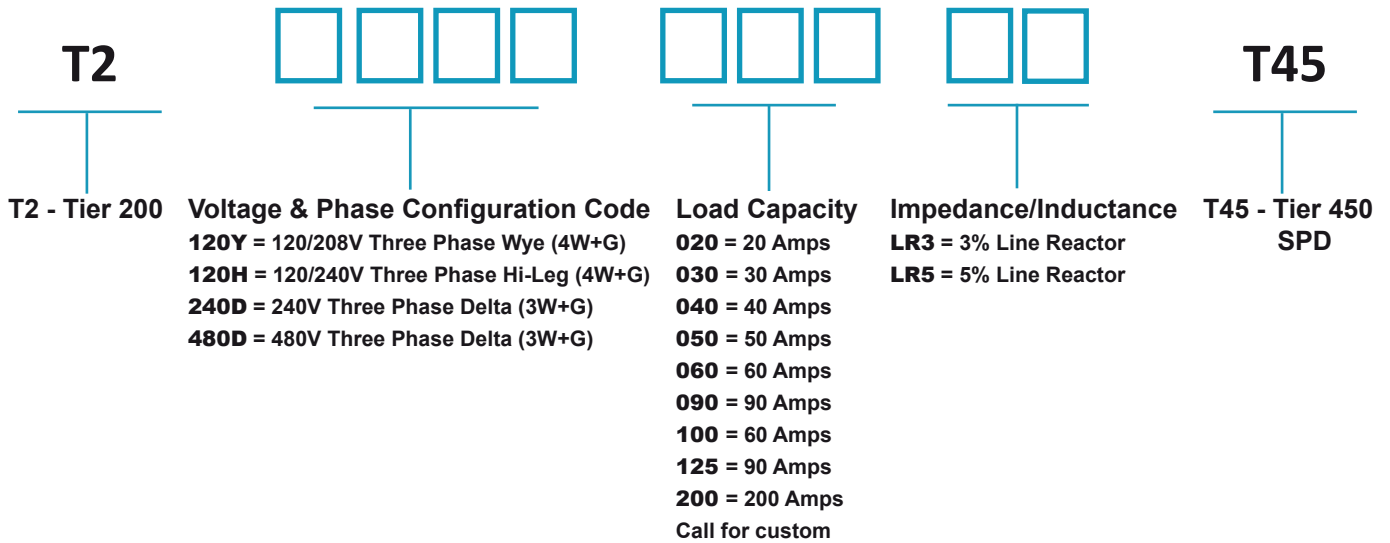 T2
T45
T2 - Tier 200
Voltage & Phase Configuration Code
120Y = 120/208V Three Phase Wye (4W+G)
120H = 120/240V Three Phase Hi-Leg (4W+G)
240D = 240V Three Phase Delta (3W+G)
480D = 480V Three Phase Delta (3W+G)
Load Capacity
020 = 20 Amps
030 = 30 Amps
040 = 40 Amps
050 = 50 Amps
060 = 60 Amps
090 = 90 Amps
100 = 60 Amps
125 = 90 Amps
200 = 200 Amps
Call for custom
Impedance/Inductance
LR3 = 3% Line Reactor
LR5 = 5% Line Reactor
T45 - Tier 450
SPD